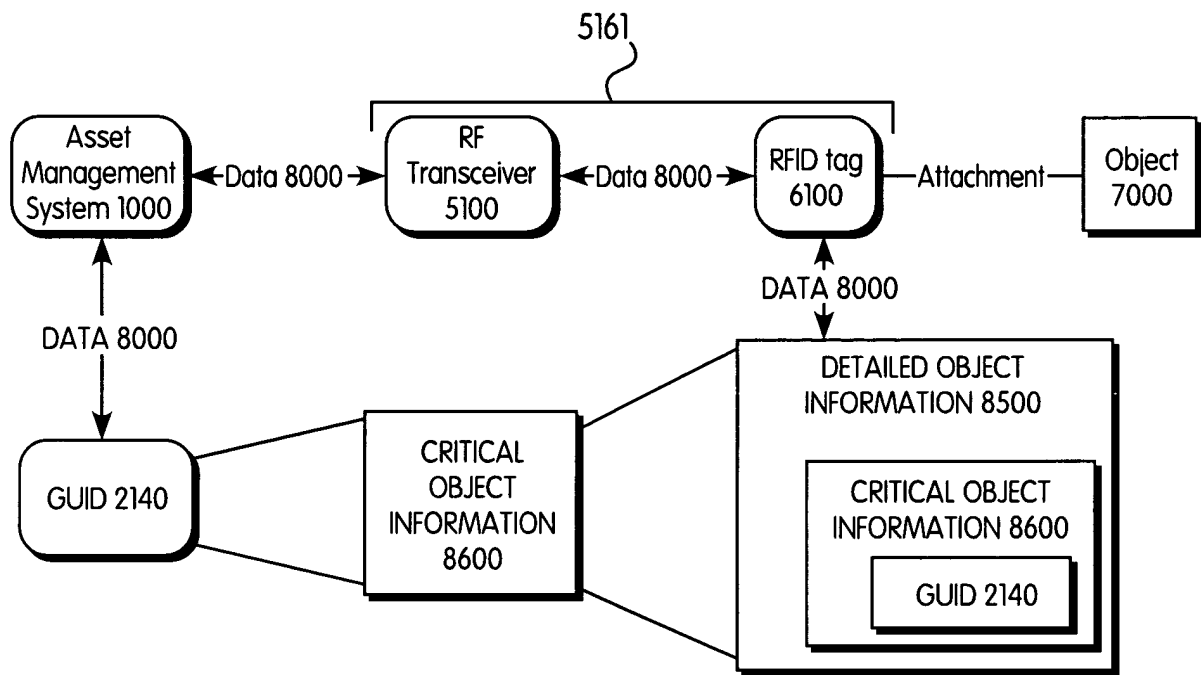 5161
Asset
Management
System 1000
Data 8000
RF
Transceiver
5100
Data 8000
RFID tag
6100
Attachment
Object
7000
DATA 8000
DATA 8000
GUID 2140
CRITICAL
OBJECT
INFORMATION
8600
DETAILED OBJECT
INFORMATION 8500
CRITICAL OBJECT
INFORMATION 8600
GUID 2140